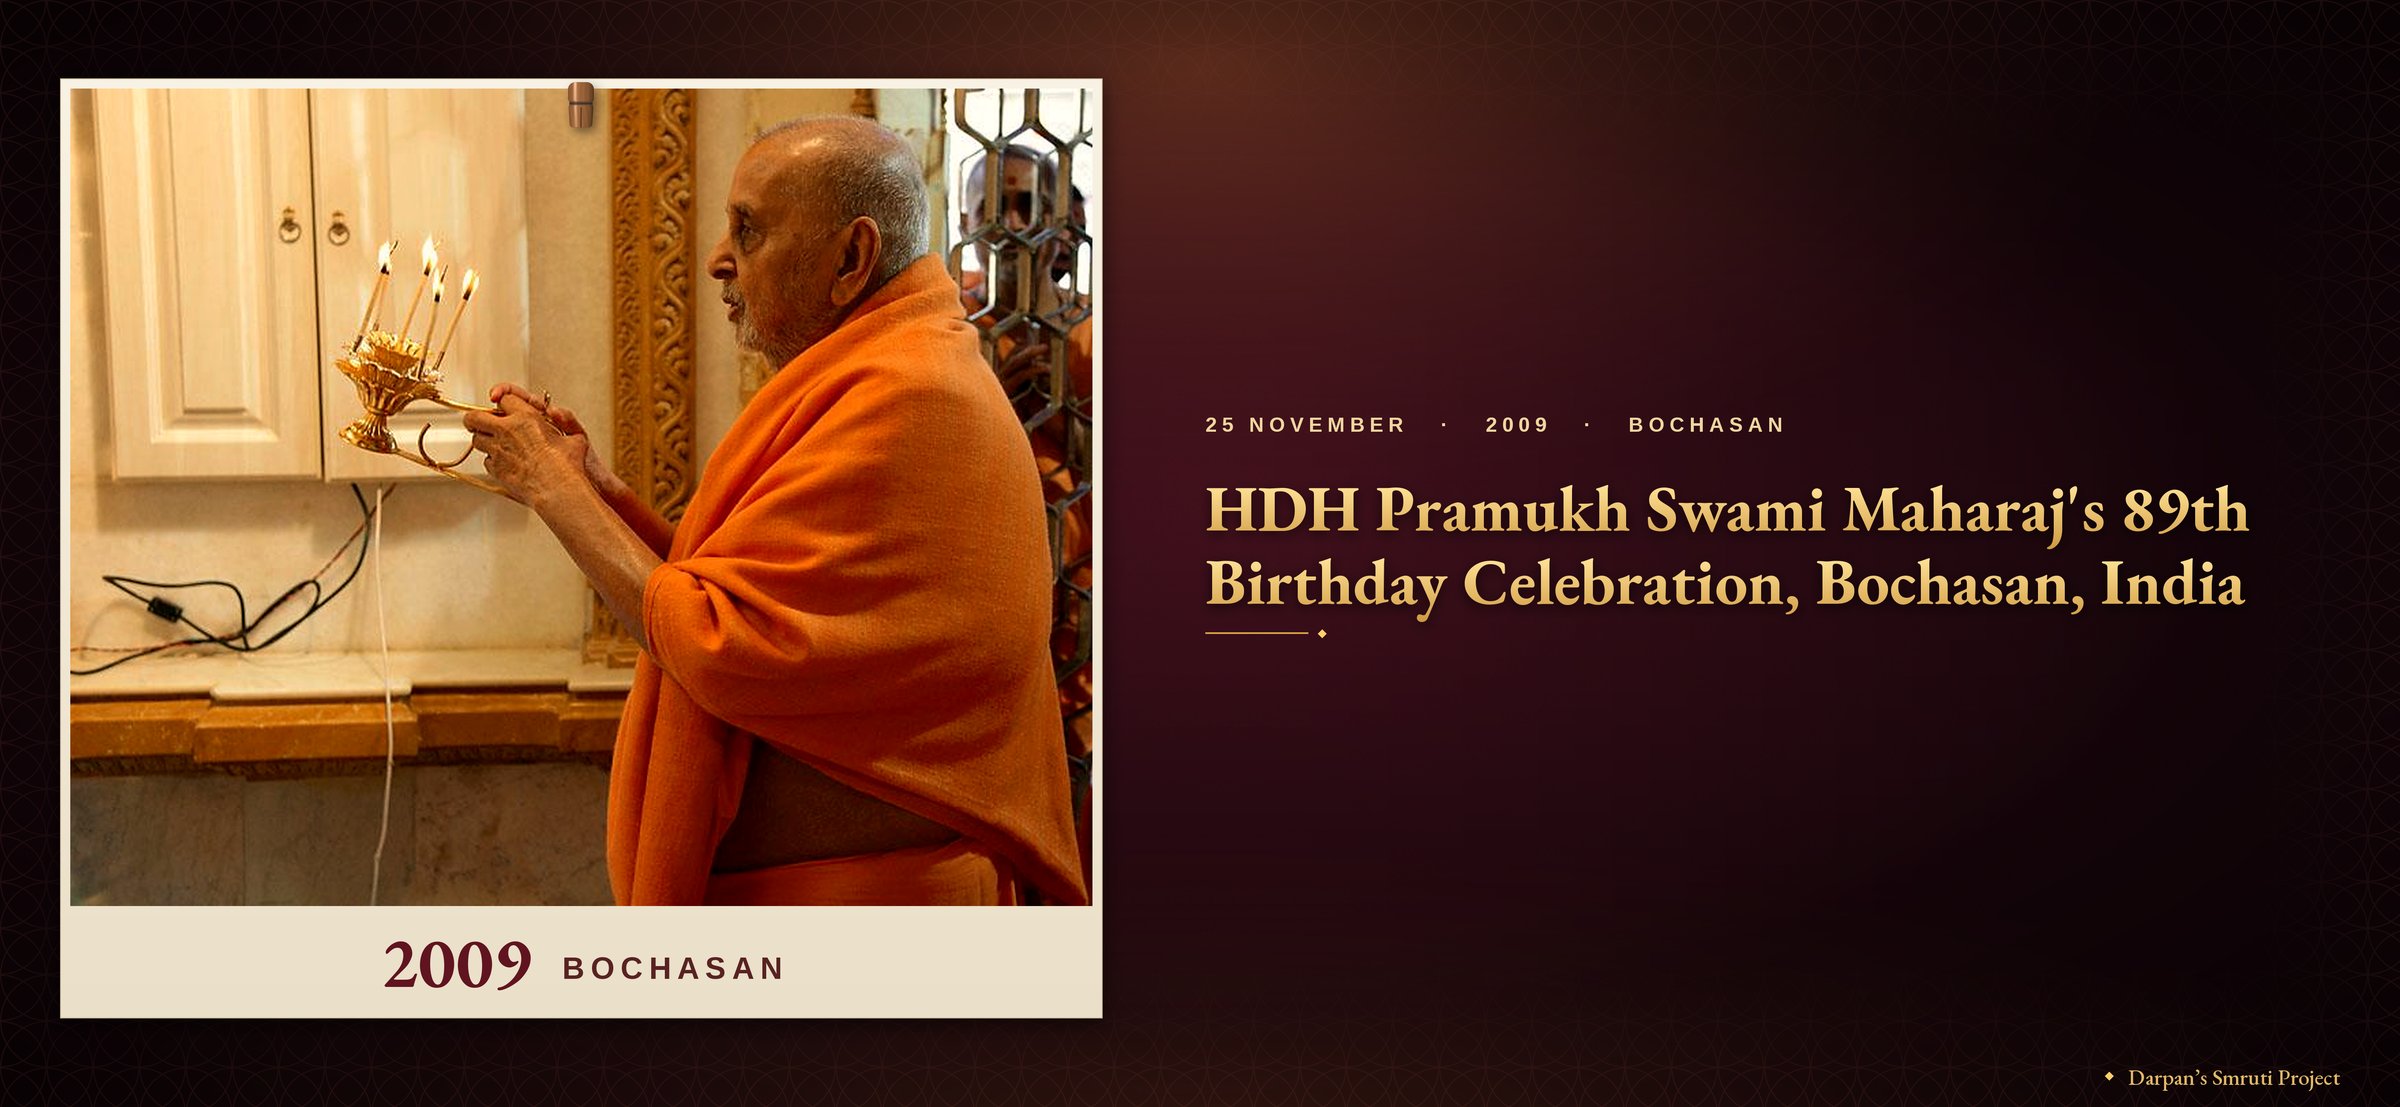 2009 BOCHASAN
25 NOVEMBER · 2009 · BOCHASAN
HDH Pramukh Swami Maharaj's 89th
Birthday Celebration, Bochasan, India
Darpan’s Smruti Project